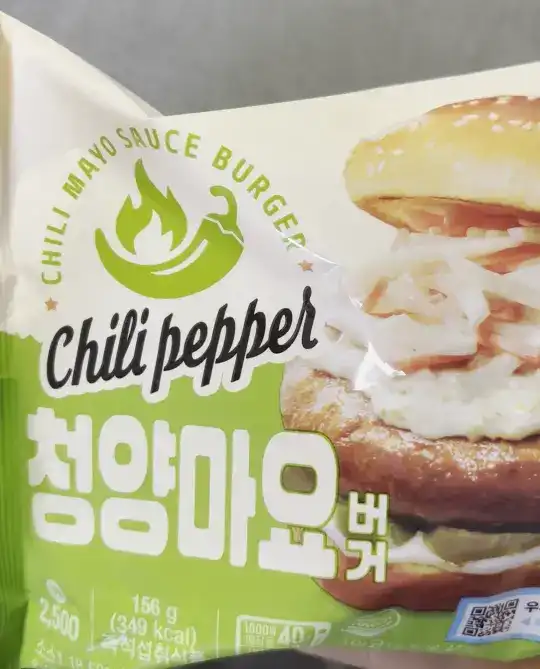 CHILI MAYO SAUCE BURGER
Chili pepper
청양마요
버거
2,500
156 g
(349 kcal)